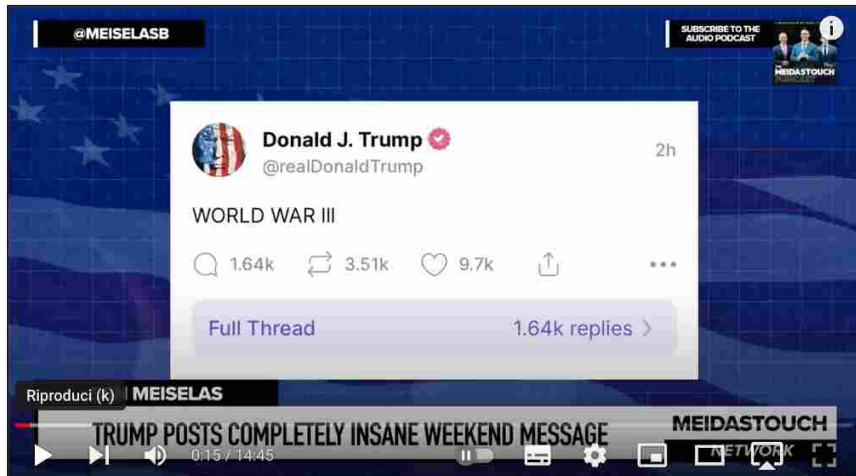 @MEISELASB
SUBSCRIBE TO THE
AUDIO PODCAST
MEIDASTOUCH
Donald J. Trump
2h
@realDonaldTrump
WORLD WAR III
1.64k 3.51k 9.7k
Full Thread 1.64k replies
Riproduci (k) MEISELAS
TRUMP POSTS COMPLETELY INSANE WEEKEND MESSAGE
MEIDASTOUCH
NETWORK
0:15 / 14:45